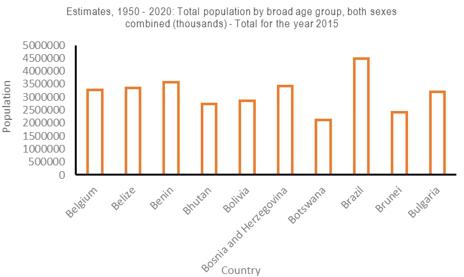 Estimates, 1950 - 2020: Total population by broad age group, both sexes
combined (thousands) - Total for the year 2015
Population
5000000
4500000
4000000
3500000
3000000
2500000
2000000
1500000
1000000
500000
0
Belgium
Belize
Benin
Bhutan
Bolivia
Bosnia and Herzegovina
Botswana
Brazil
Brunei
Bulgaria
Country